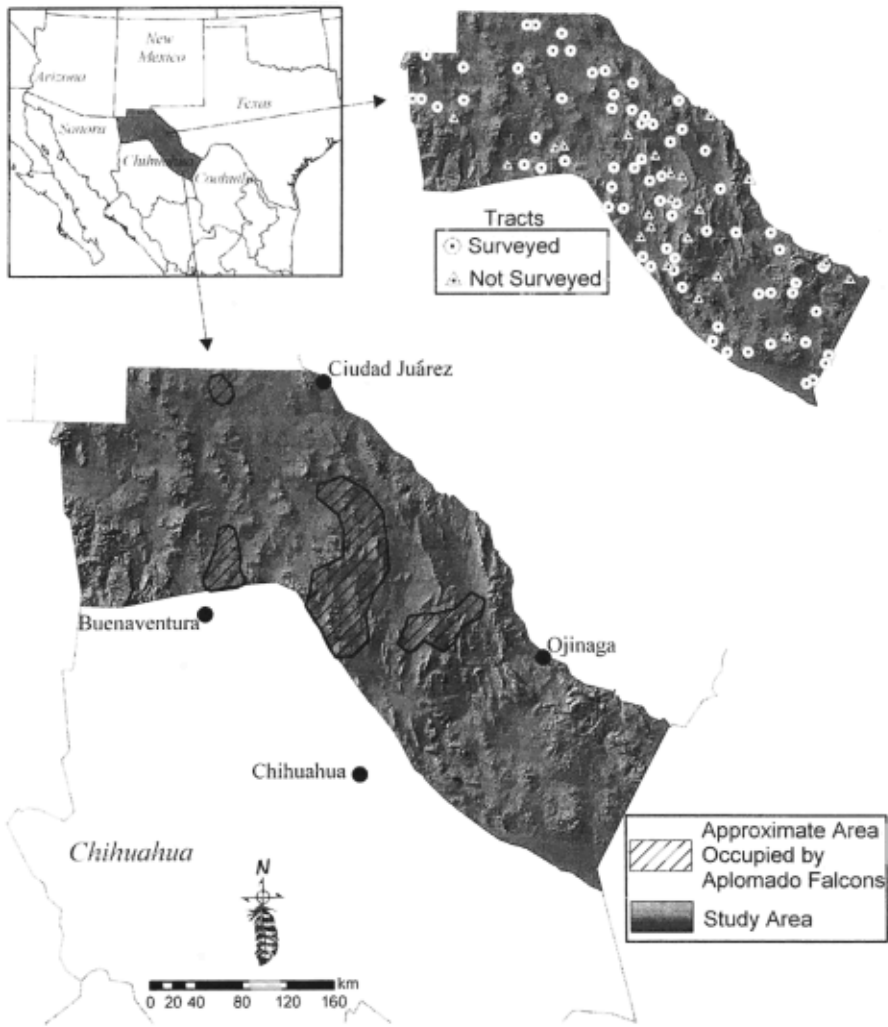 New
Mexico
Arizona
Texas
Sonora
Chihuahua
Coahuila
Tracts
Surveyed
Not Surveyed
Ciudad Juárez
Buenaventura
Ojinaga
Chihuahua
Chihuahua
N
Approximate Area
Occupied by
Aplomado Falcons
Study Area
km
0 20 40 80 120 160